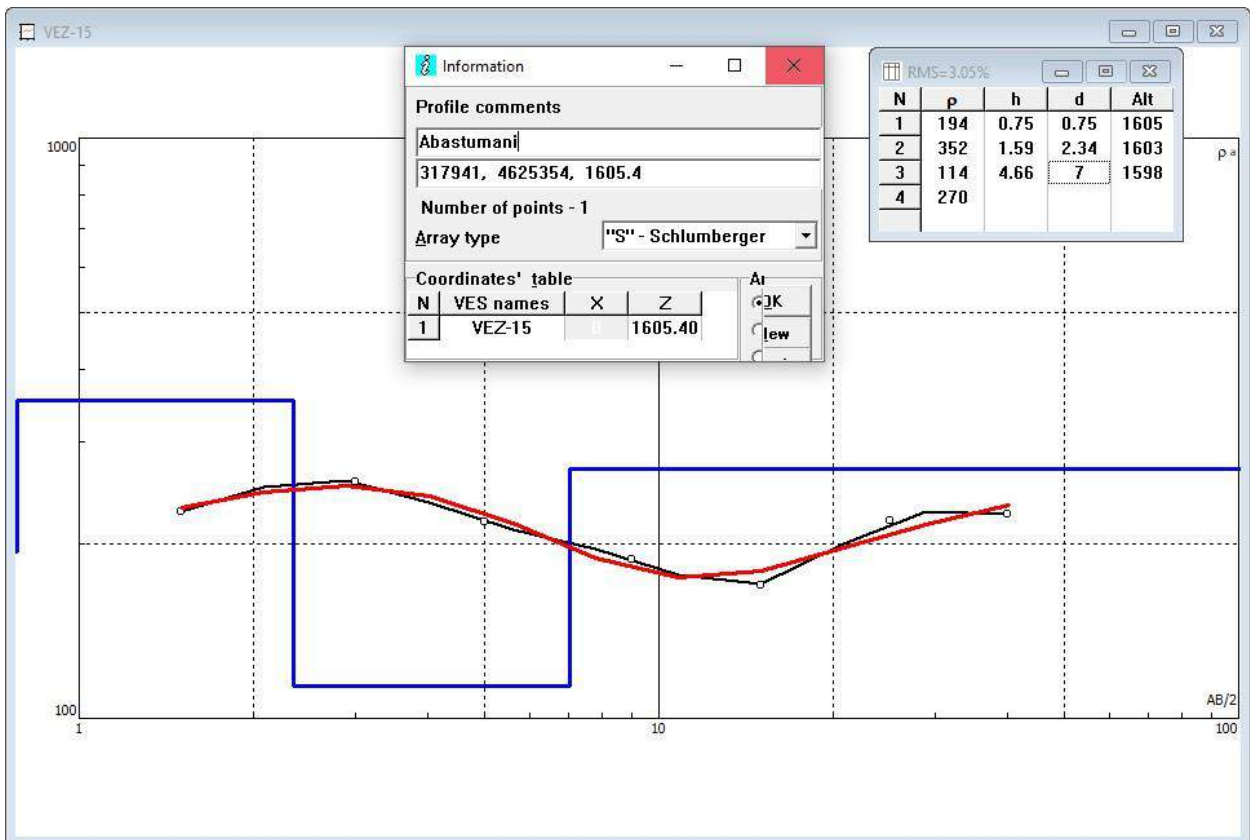 VEZ-15
Information
Profile comments
Abastumani
317941, 4625354, 1605.4
Number of points - 1
Array type "S" - Schlumberger
Coordinates' table
N VES names X Z
1 VEZ-15 0 1605.40
OK
RMS=3.05%
N ρ h d Alt
1 194 0.75 0.75 1605
2 352 1.59 2.34 1603
3 114 4.66 7 1598
4 270
1000
ρa
100
AB/2
1 10 100